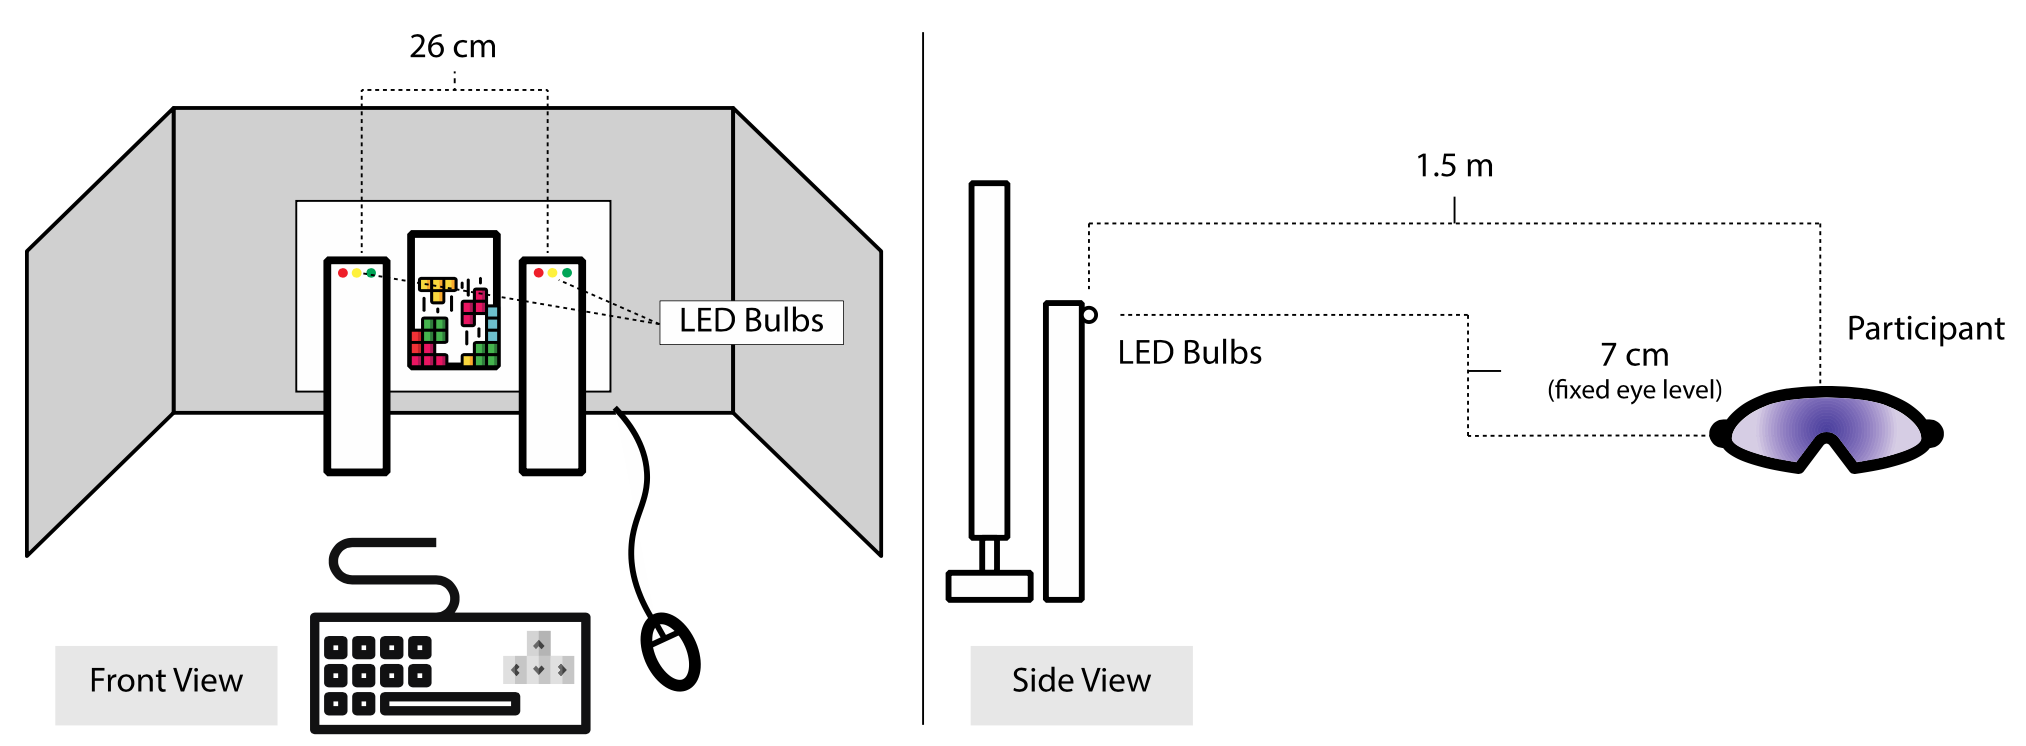 26 cm
LED Bulbs
Front View
1.5 m
Participant
LED Bulbs
7 cm
(fixed eye level)
Side View